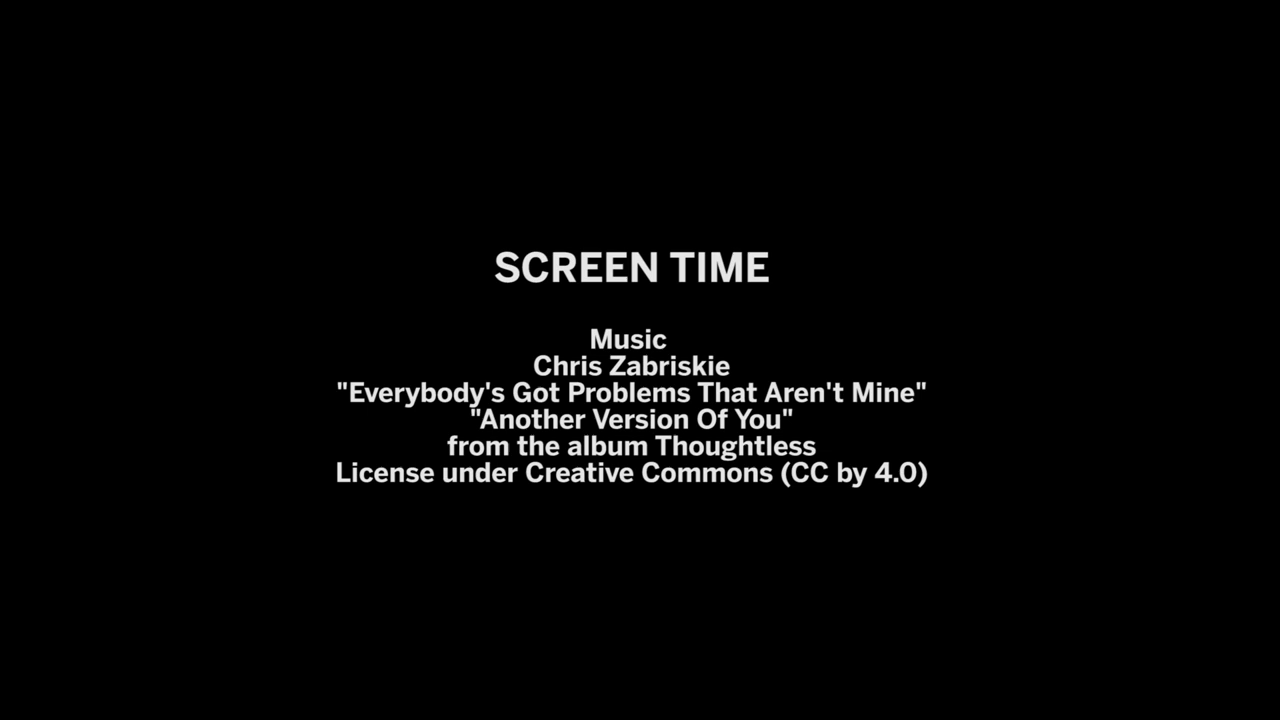 SCREEN TIME
Music
Chris Zabriskie
"Everybody's Got Problems That Aren't Mine"
"Another Version Of You"
from the album Thoughtless
License under Creative Commons (CC by 4.0)